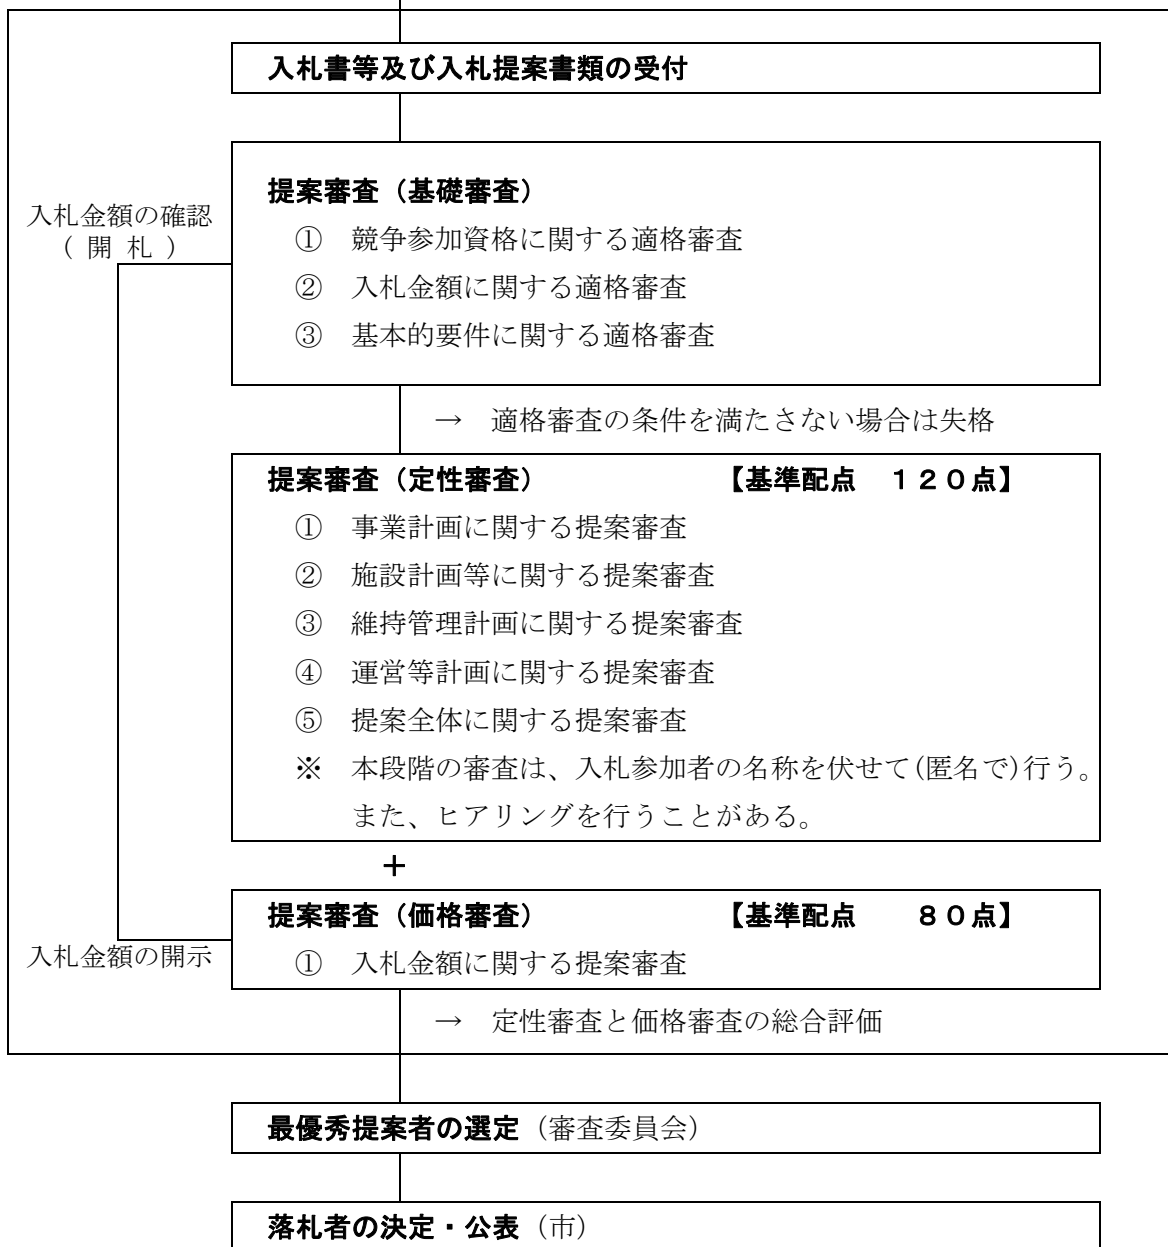 入札書等及び入札提案書類の受付
入札金額の確認
（ 開 札 ）
提案審査（基礎審査）
① 競争参加資格に関する適格審査
② 入札金額に関する適格審査
③ 基本的要件に関する適格審査
→ 適格審査の条件を満たさない場合は失格
提案審査（定性審査） 【基準配点 １２０点】
① 事業計画に関する提案審査
② 施設計画等に関する提案審査
③ 維持管理計画に関する提案審査
④ 運営等計画に関する提案審査
⑤ 提案全体に関する提案審査
※ 本段階の審査は、入札参加者の名称を伏せて(匿名で)行う。
また、ヒアリングを行うことがある。
＋
提案審査（価格審査） 【基準配点 ８０点】
入札金額の開示
① 入札金額に関する提案審査
→ 定性審査と価格審査の総合評価
最優秀提案者の選定（審査委員会）
落札者の決定・公表（市）